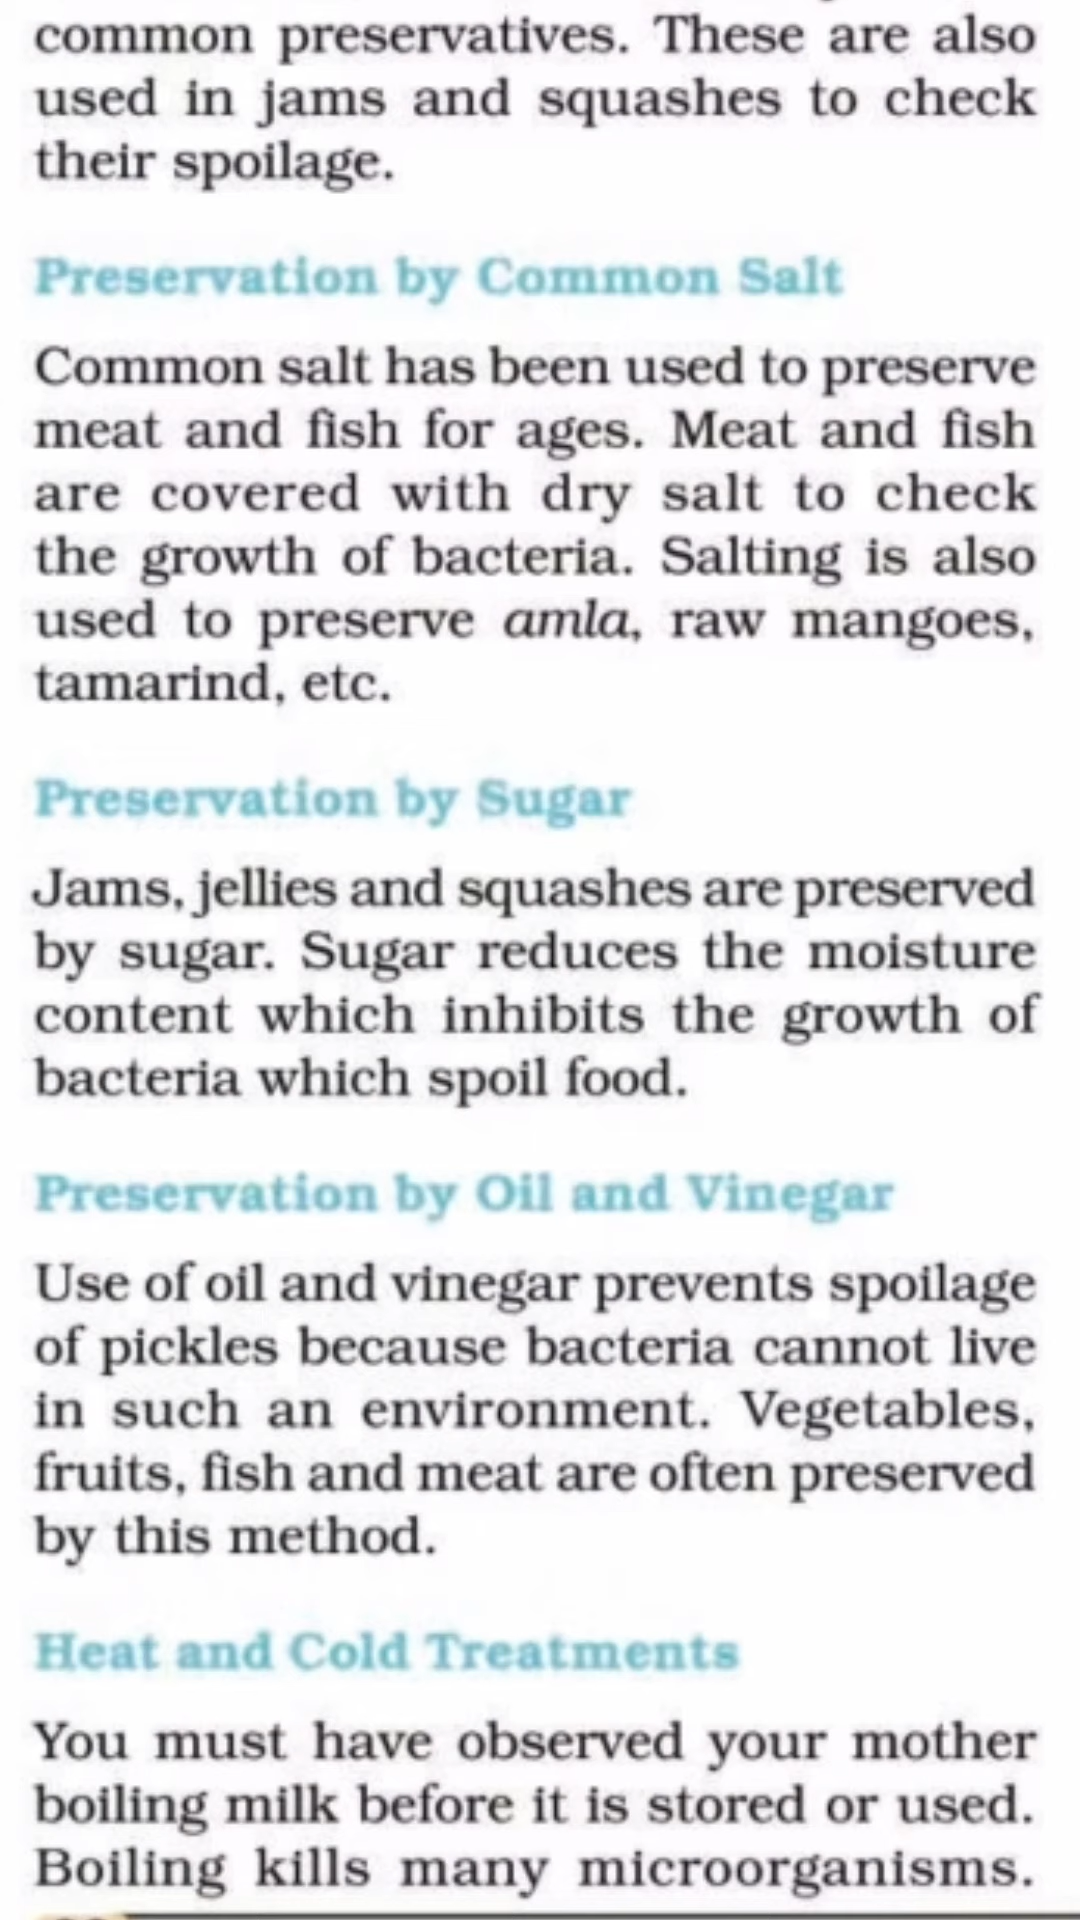 common preservatives. These are also
used in jams and squashes to check
their spoilage.
Preservation by Common Salt
Common salt has been used to preserve
meat and fish for ages. Meat and fish
are covered with dry salt to check
the growth of bacteria. Salting is also
used to preserve amla, raw mangoes,
tamarind, etc.
Preservation by Sugar
Jams, jellies and squashes are preserved
by sugar. Sugar reduces the moisture
content which inhibits the growth of
bacteria which spoil food.
Preservation by Oil and Vinegar
Use of oil and vinegar prevents spoilage
of pickles because bacteria cannot live
in such an environment. Vegetables,
fruits, fish and meat are often preserved
by this method.
Heat and Cold Treatments
You must have observed your mother
boiling milk before it is stored or used.
Boiling kills many microorganisms.